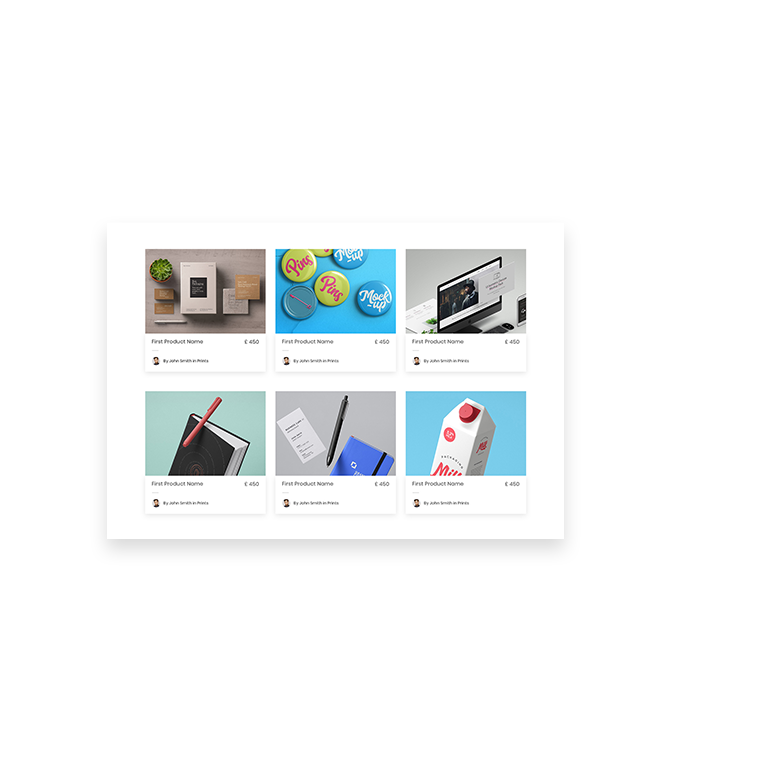 Pins
Mock
-up
Pins
Mock
-up
First Product Name £ 450
By John Smith in Prints
First Product Name £ 450
By John Smith in Prints
First Product Name £ 450
By John Smith in Prints
Milk
First Product Name £ 450
By John Smith in Prints
First Product Name £ 450
By John Smith in Prints
First Product Name £ 450
By John Smith in Prints